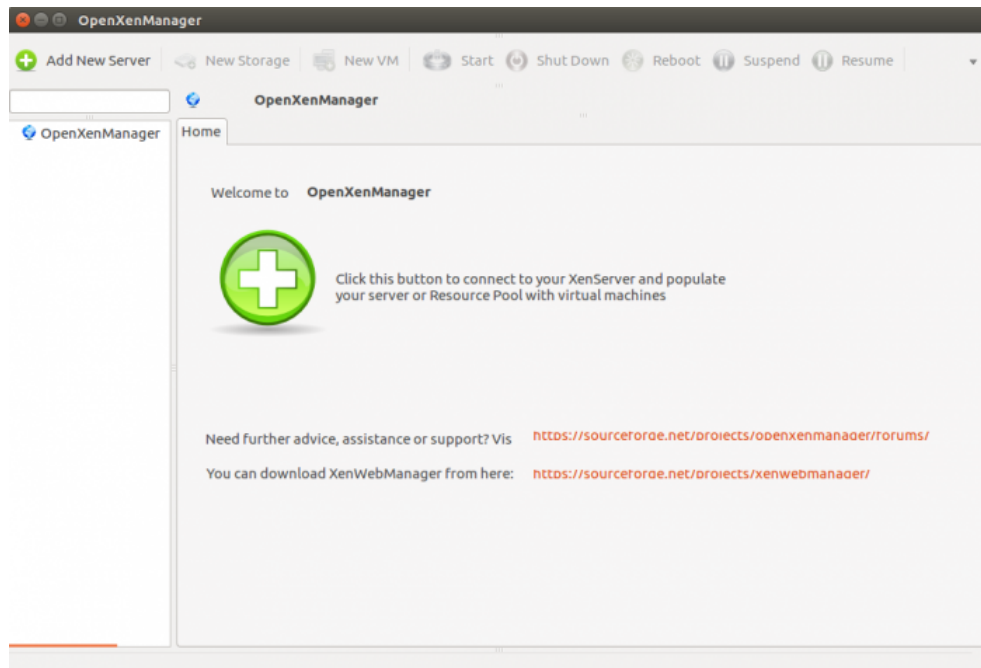 OpenXenManager
Add New Server New Storage New VM Start Shut Down Reboot Suspend Resume
OpenXenManager
OpenXenManager
Home
Welcome to OpenXenManager
Click this button to connect to your XenServer and populate
your server or Resource Pool with virtual machines
Need further advice, assistance or support? Vis https://sourceforge.net/projects/openxenmanager/forums/
You can download XenWebManager from here: https://sourceforge.net/projects/xenwebmanager/